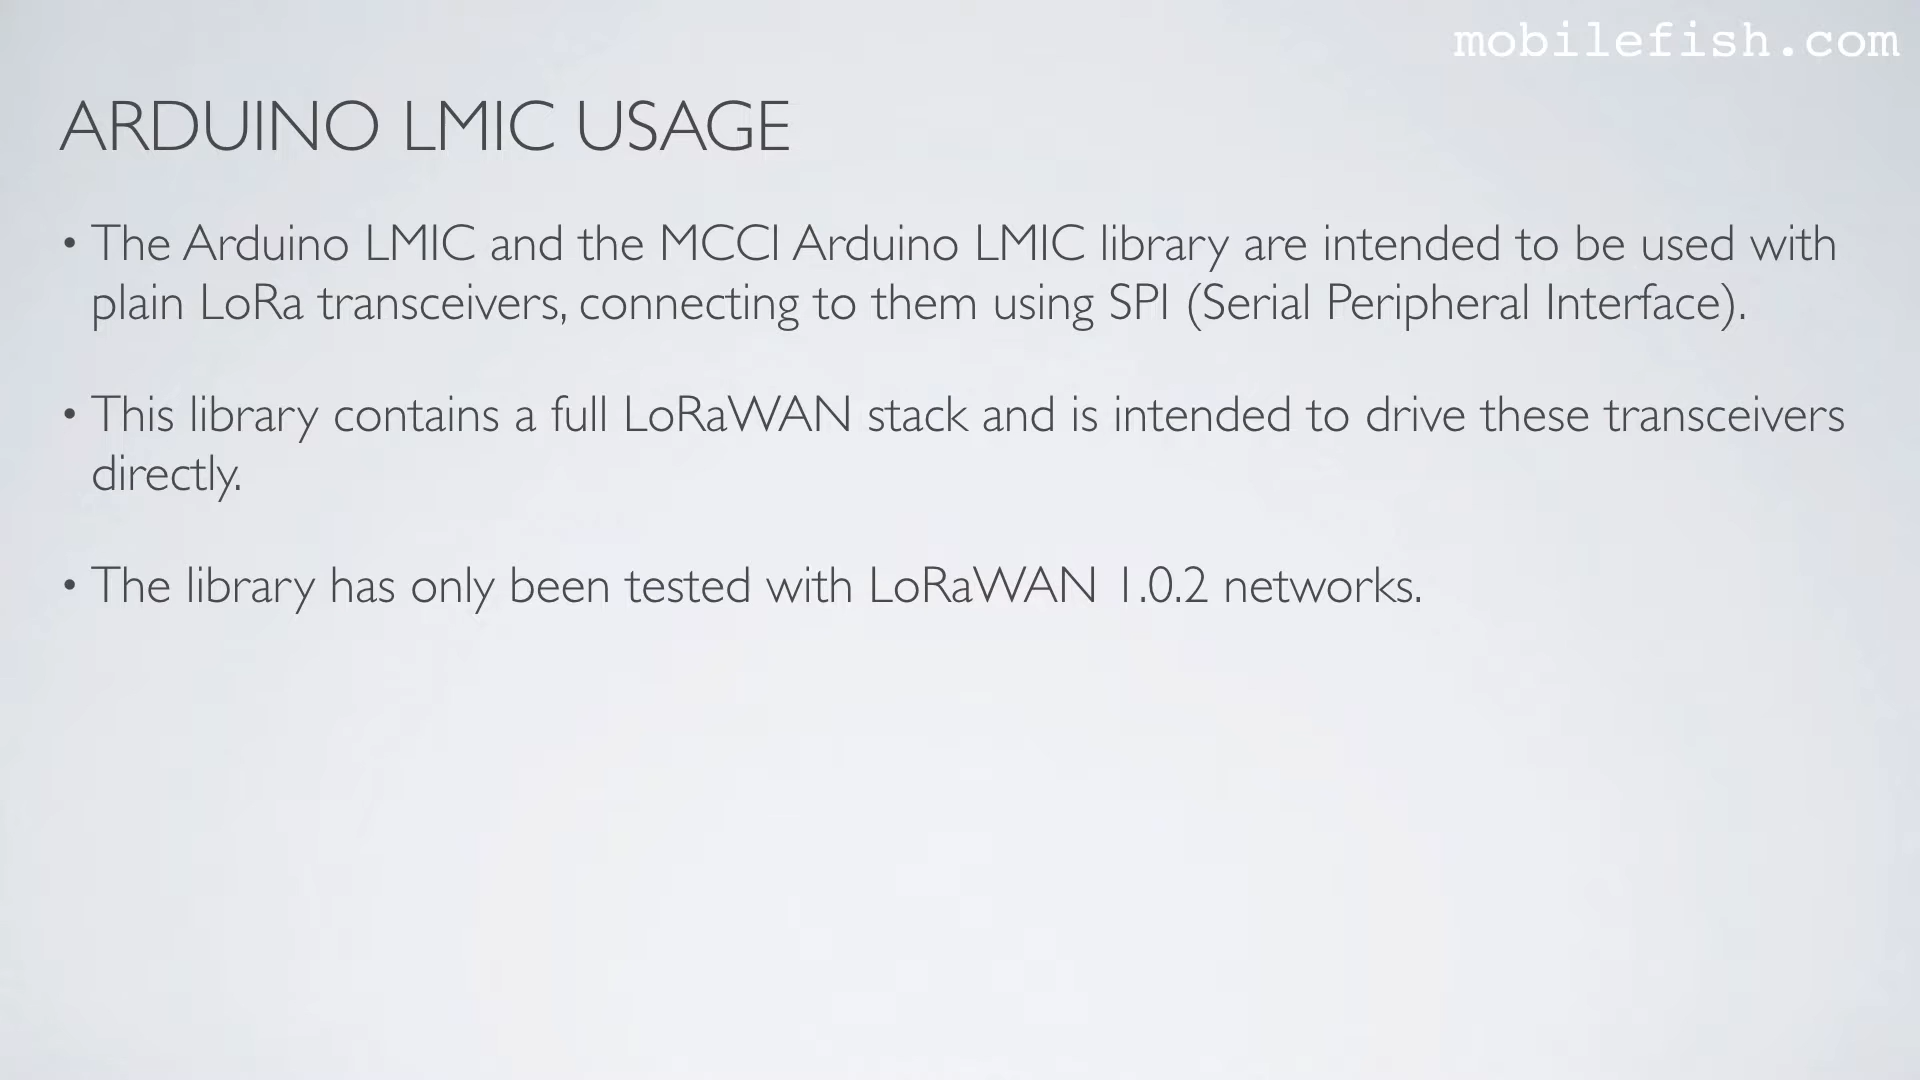 mobilefish.com
ARDUINO LMIC USAGE
• The Arduino LMIC and the MCCI Arduino LMIC library are intended to be used with
plain LoRa transceivers, connecting to them using SPI (Serial Peripheral Interface).
• This library contains a full LoRaWAN stack and is intended to drive these transceivers
directly.
• The library has only been tested with LoRaWAN 1.0.2 networks.